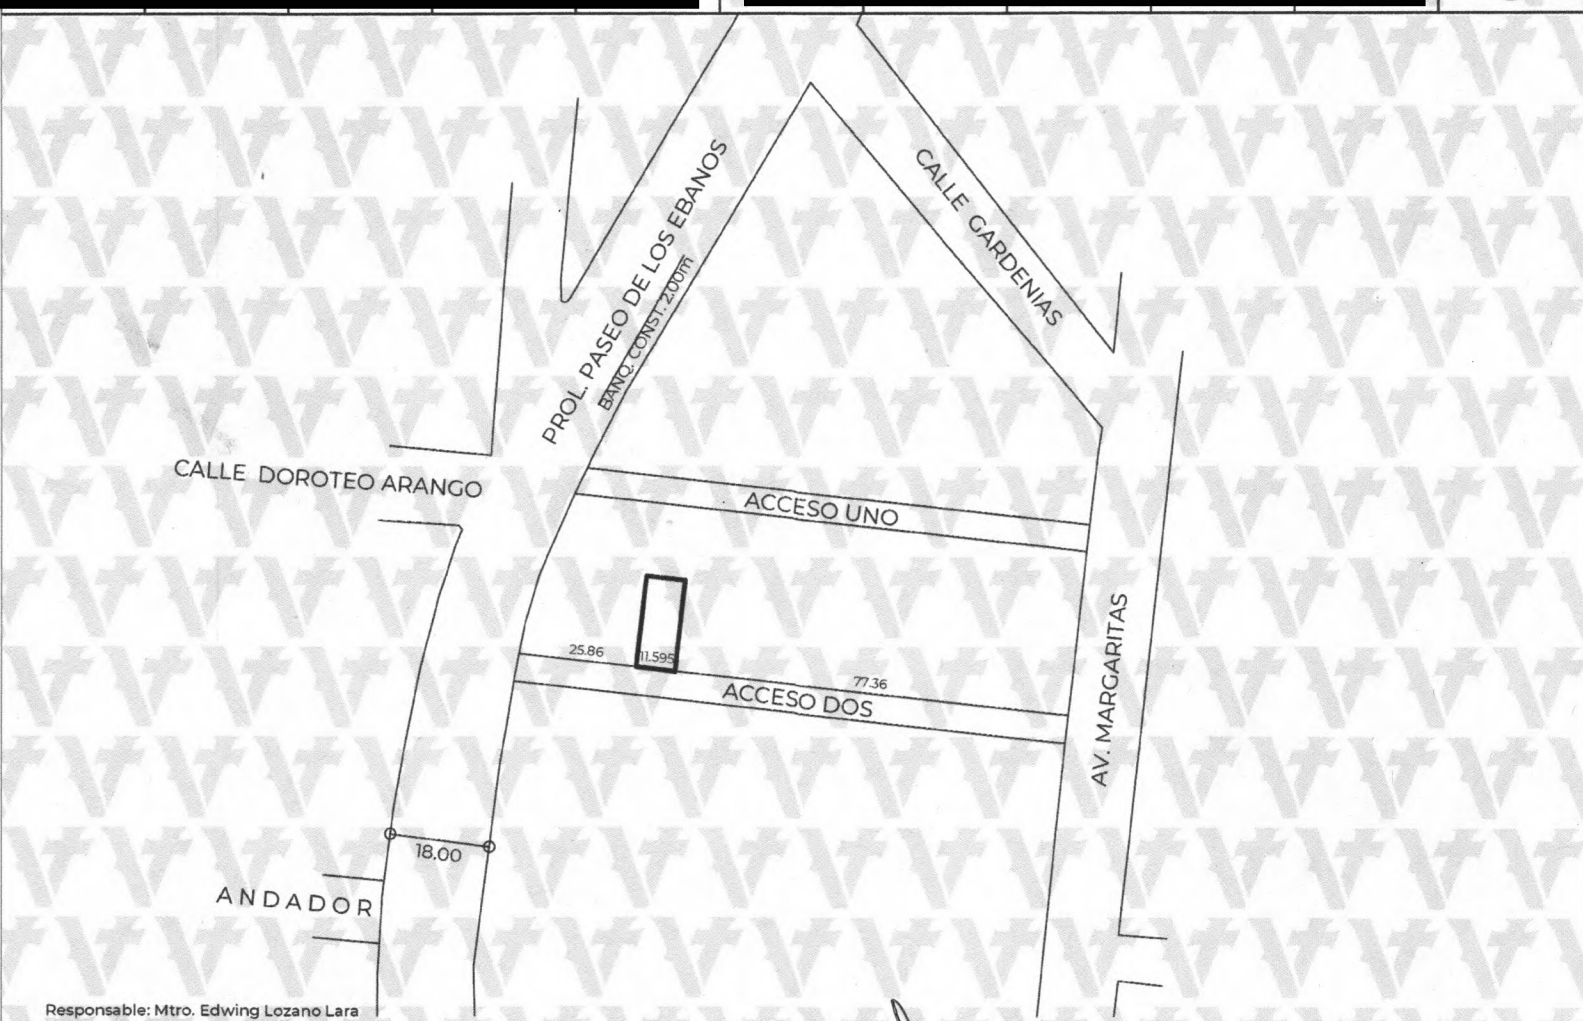 PROL. PASEO DE LOS EBANOS
BANQ. CONST. 2.00m
CALLE GARDENIAS
CALLE DOROTEO ARANGO
ACCESO UNO
25.86
11.595
77.36
ACCESO DOS
AV. MARGARITAS
18.00
ANDADOR
Responsable: Mtro. Edwing Lozano Lara